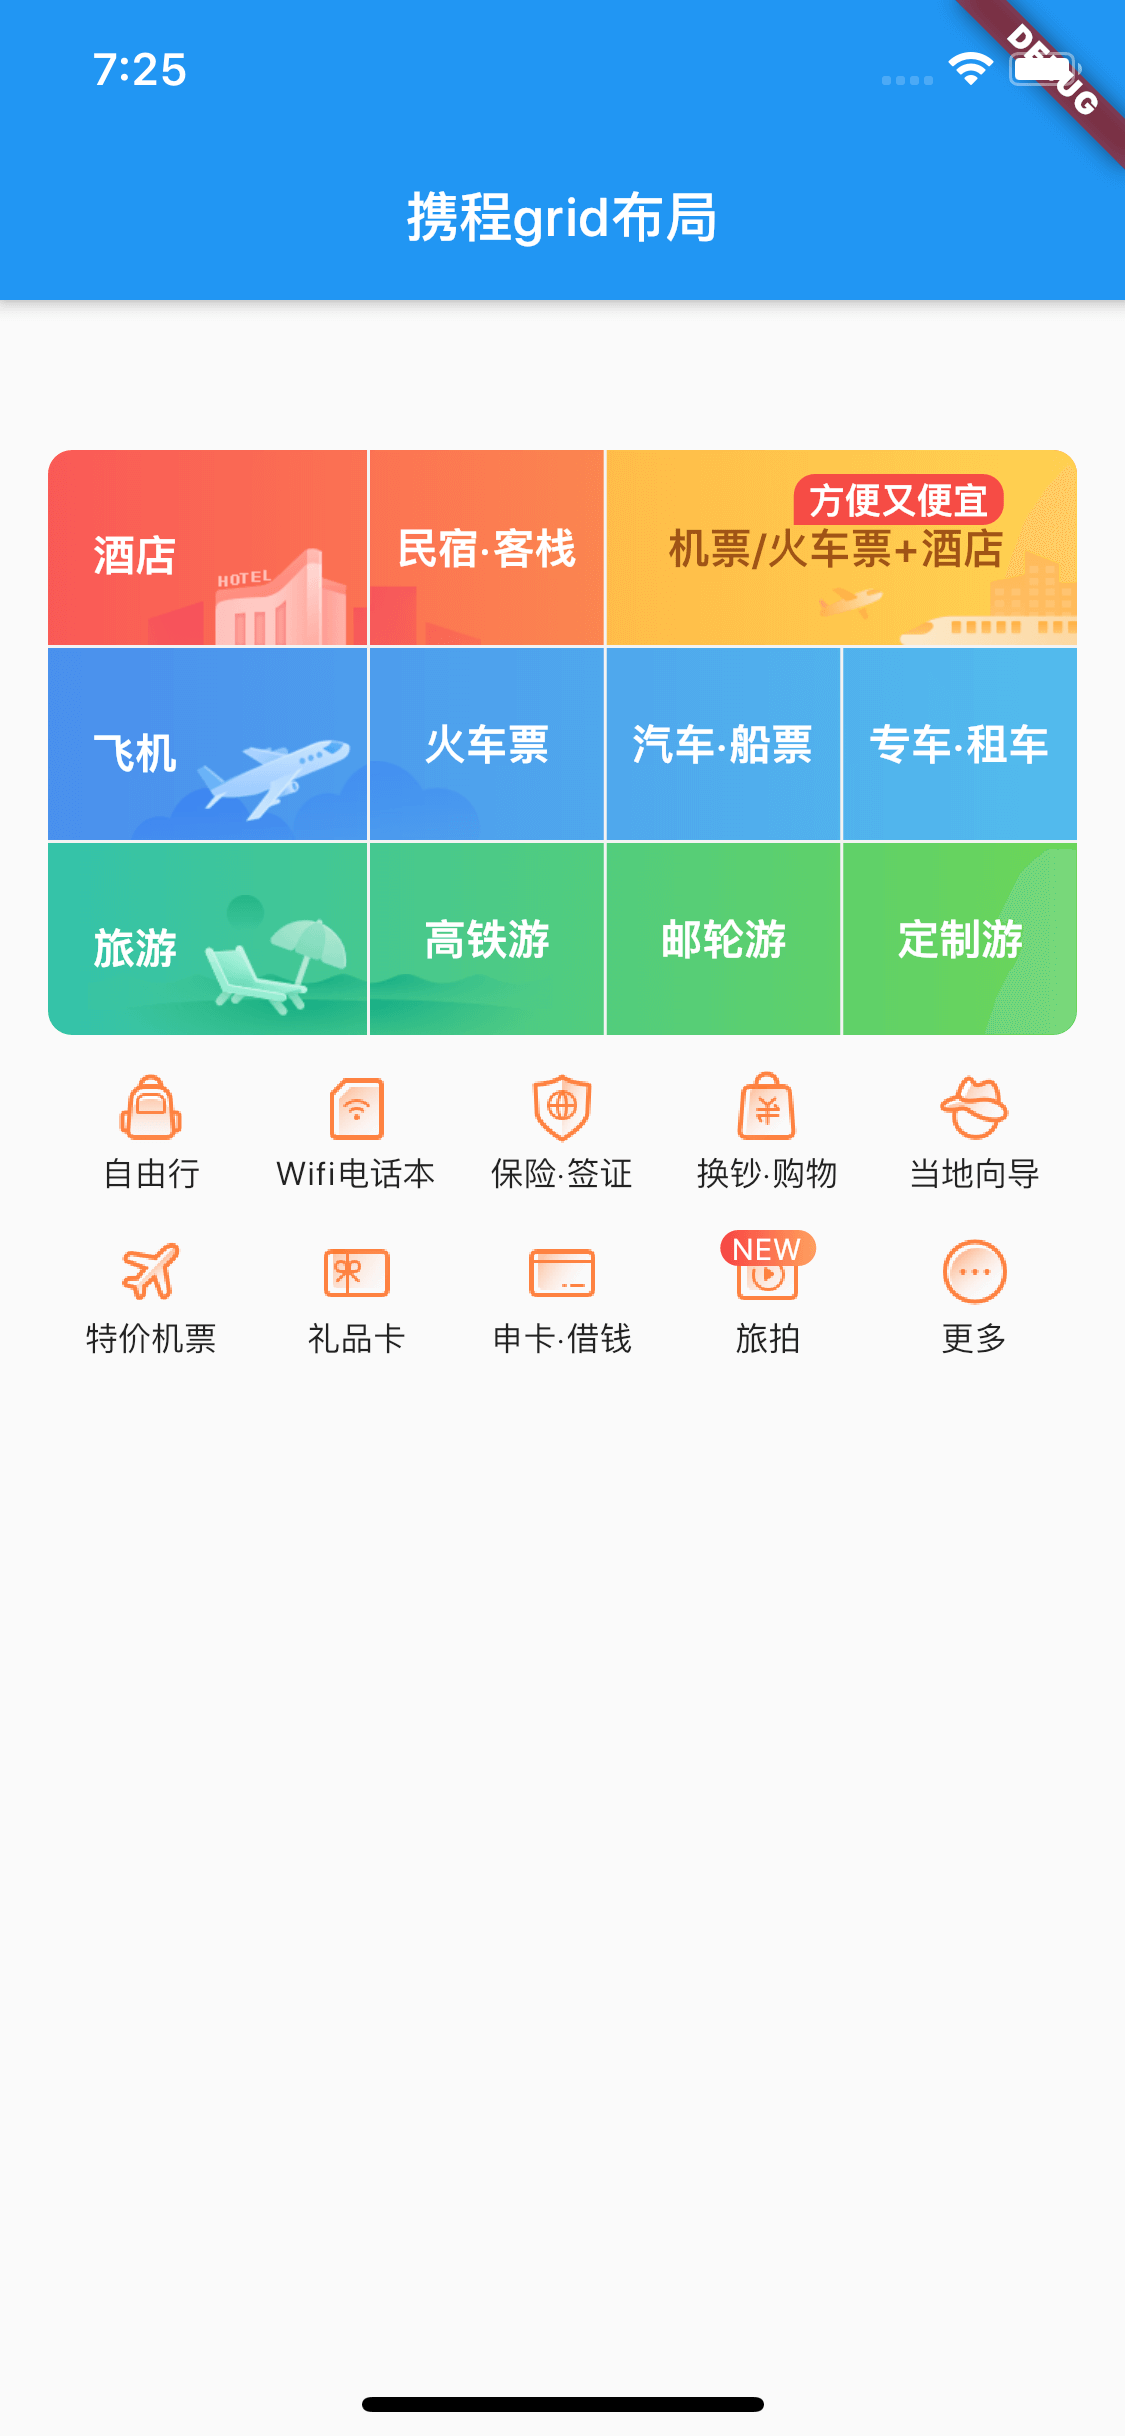 7:25
DEBUG
携程grid布局
方便又便宜
酒店
HOTEL
民宿·客栈
机票/火车票+酒店
飞机
火车票
汽车·船票
专车·租车
旅游
高铁游
邮轮游
定制游
自由行
Wifi电话本
保险·签证
换钞·购物
当地向导
NEW
特价机票
礼品卡
申卡·借钱
旅拍
更多